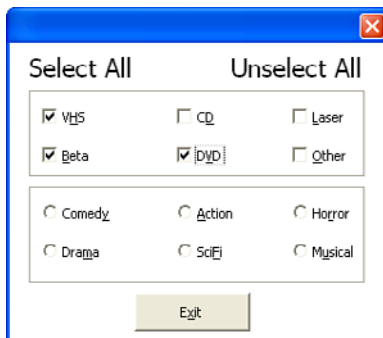 Select All Unselect All
VHS CD Laser
Beta DVD Other
Comedy Action Horror
Drama SciFi Musical
Exit